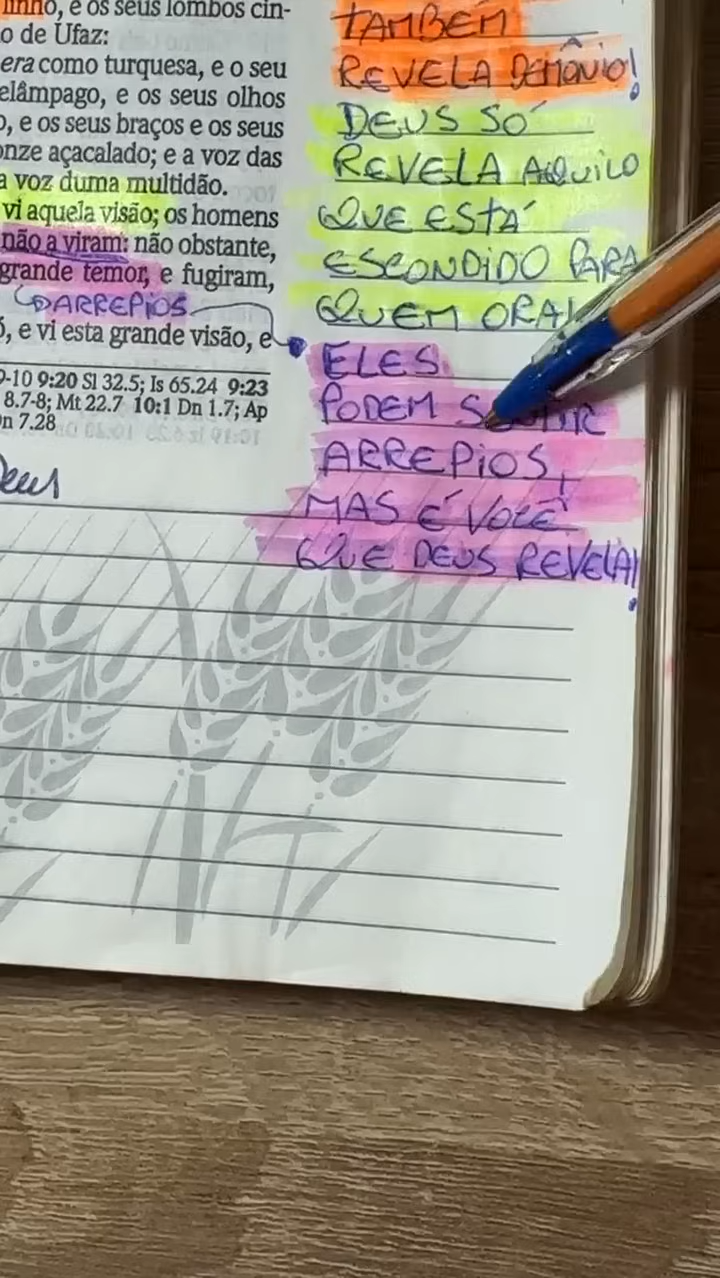 linho, e os seus lombos cin-
o de Ufaz:
era como turquesa, e o seu
elâmpago, e os seus olhos
o, e os seus braços e os seus
onze açacalado; e a voz das
a voz duma multidão.
vi aquela visão; os homens
não a viram: não obstante,
grande temor, e fugiram,
ARREPIOS
ó, e vi esta grande visão, e
9-10 9:20 Sl 32.5; Is 65.24 9:23
8.7-8; Mt 22.7 10:1 Dn 1.7; Ap
Dn 7.28
Deus
TAMBÉM
REVELA DEMÔNIO!
DEUS SÓ
REVELA AQUILO
QUE ESTÁ
ESCONDIDO PARA
QUEM ORA!
ELES
PODEM
ARREPIOS,
MAS É VOCÊ
QUE DEUS REVELA!